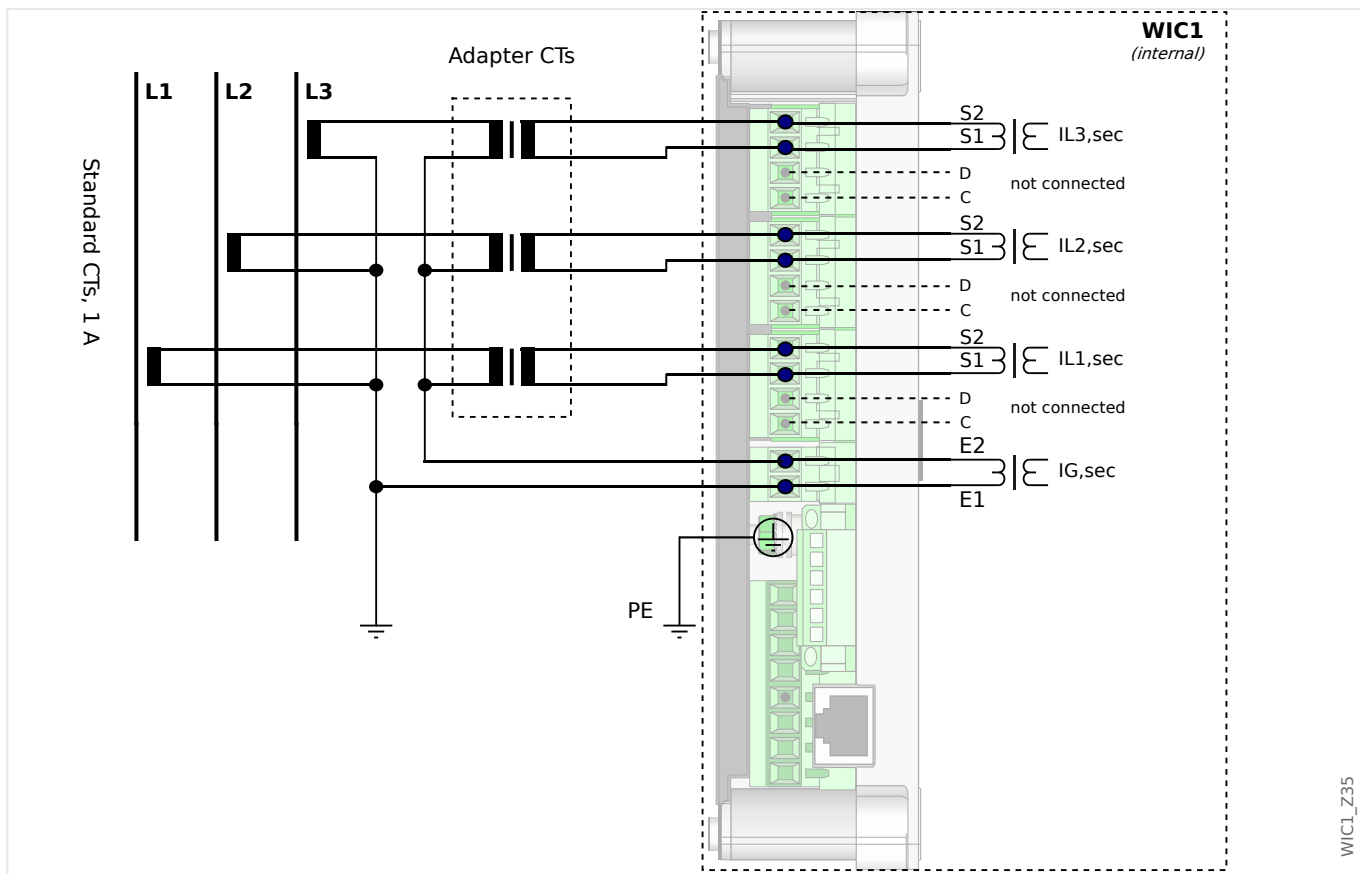 WIC1
(internal)
Adapter CTs
L1
L2
L3
Standard CTs, 1 A
S2
S1
IL3,sec
D
not connected
C
S2
S1
IL2,sec
D
not connected
C
S2
S1
IL1,sec
D
not connected
C
E2
IG,sec
E1
PE
WIC1_Z35